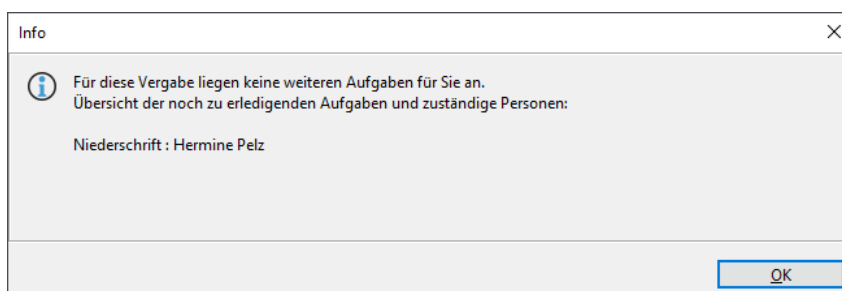 Info
Für diese Vergabe liegen keine weiteren Aufgaben für Sie an.
Übersicht der noch zu erledigenden Aufgaben und zuständige Personen:
Niederschrift : Hermine Pelz
OK